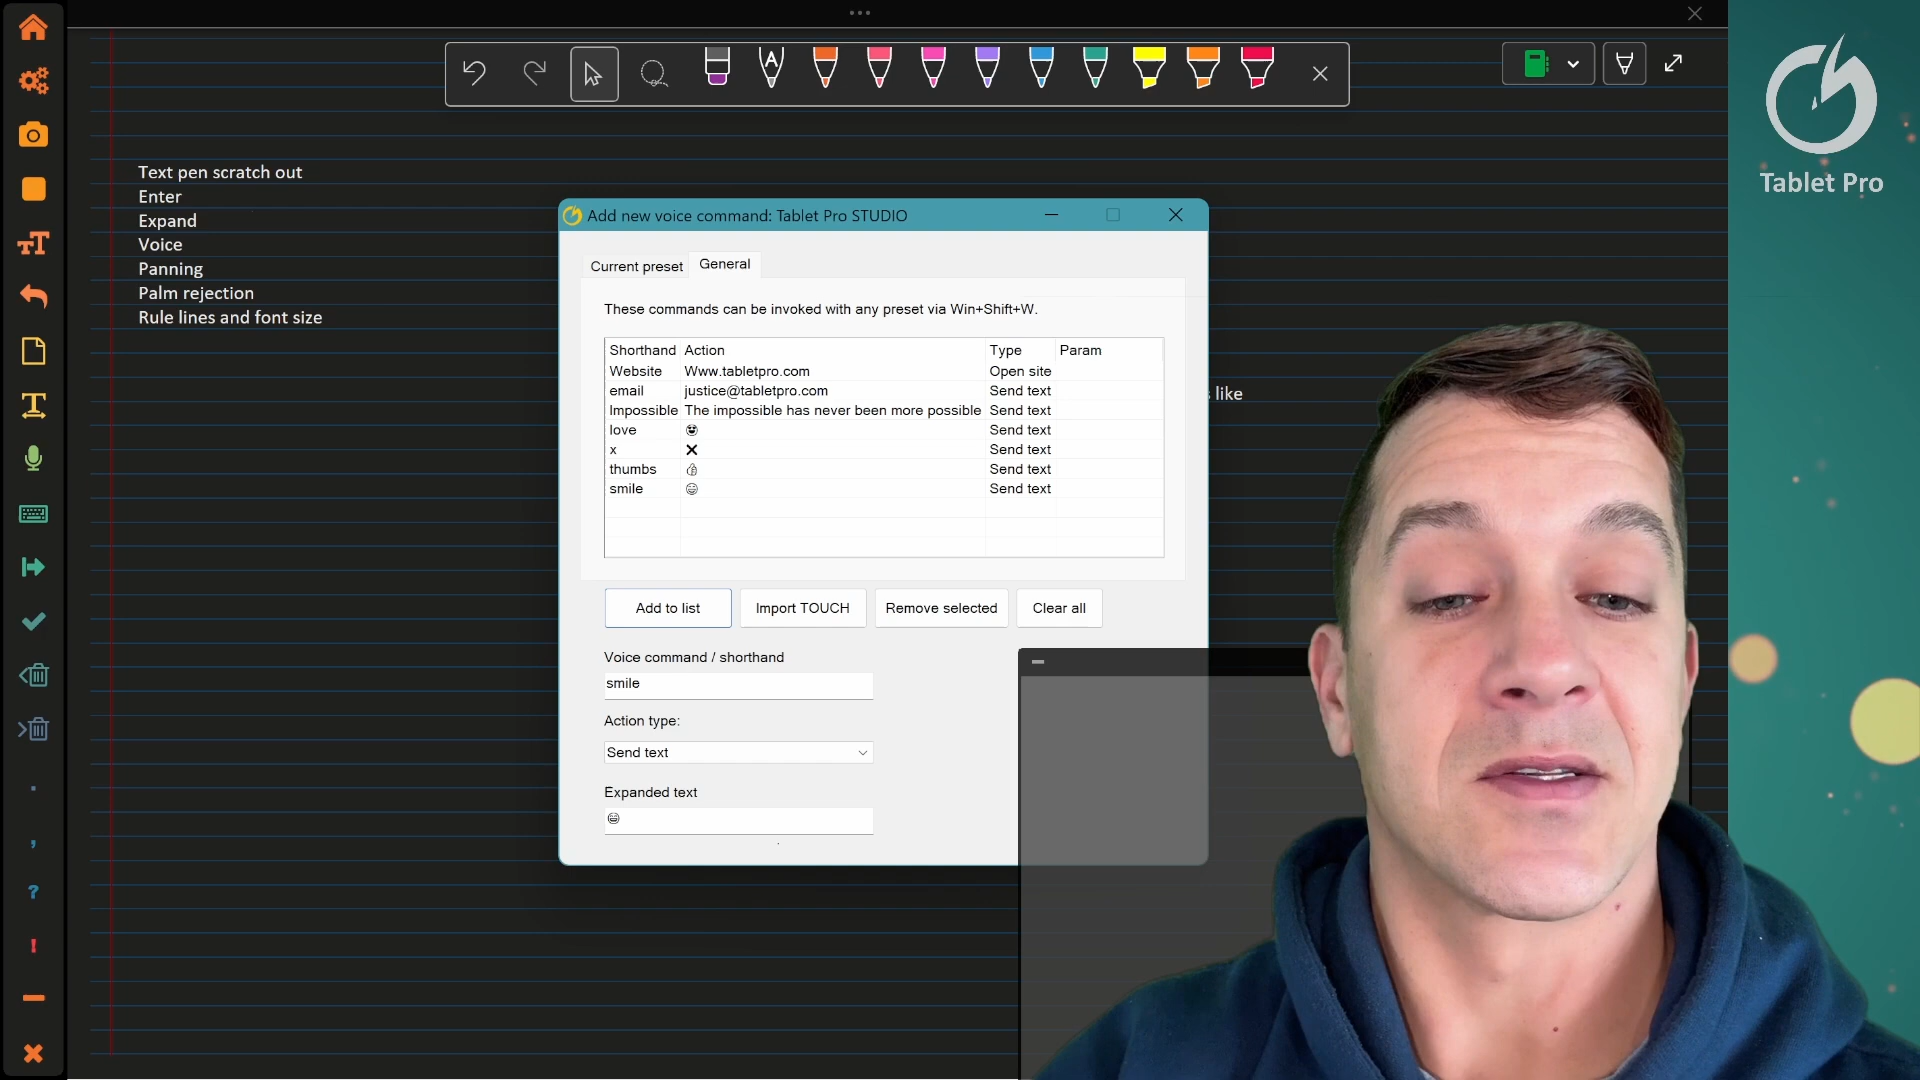 Tablet Pro
Text pen scratch out
Enter
Expand
Voice
Panning
Palm rejection
Rule lines and font size
Add new voice command: Tablet Pro STUDIO
Current preset
General
These commands can be invoked with any preset via Win+Shift+W.
Shorthand Action Type Param
Website Www.tabletpro.com Open site
email justice@tabletpro.com Send text
Impossible The impossible has never been more possible Send text
love 😍 Send text
x ❌ Send text
thumbs 👍 Send text
smile 😄 Send text
like
Add to list
Import TOUCH
Remove selected
Clear all
Voice command / shorthand
smile
Action type:
Send text
Expanded text
😄